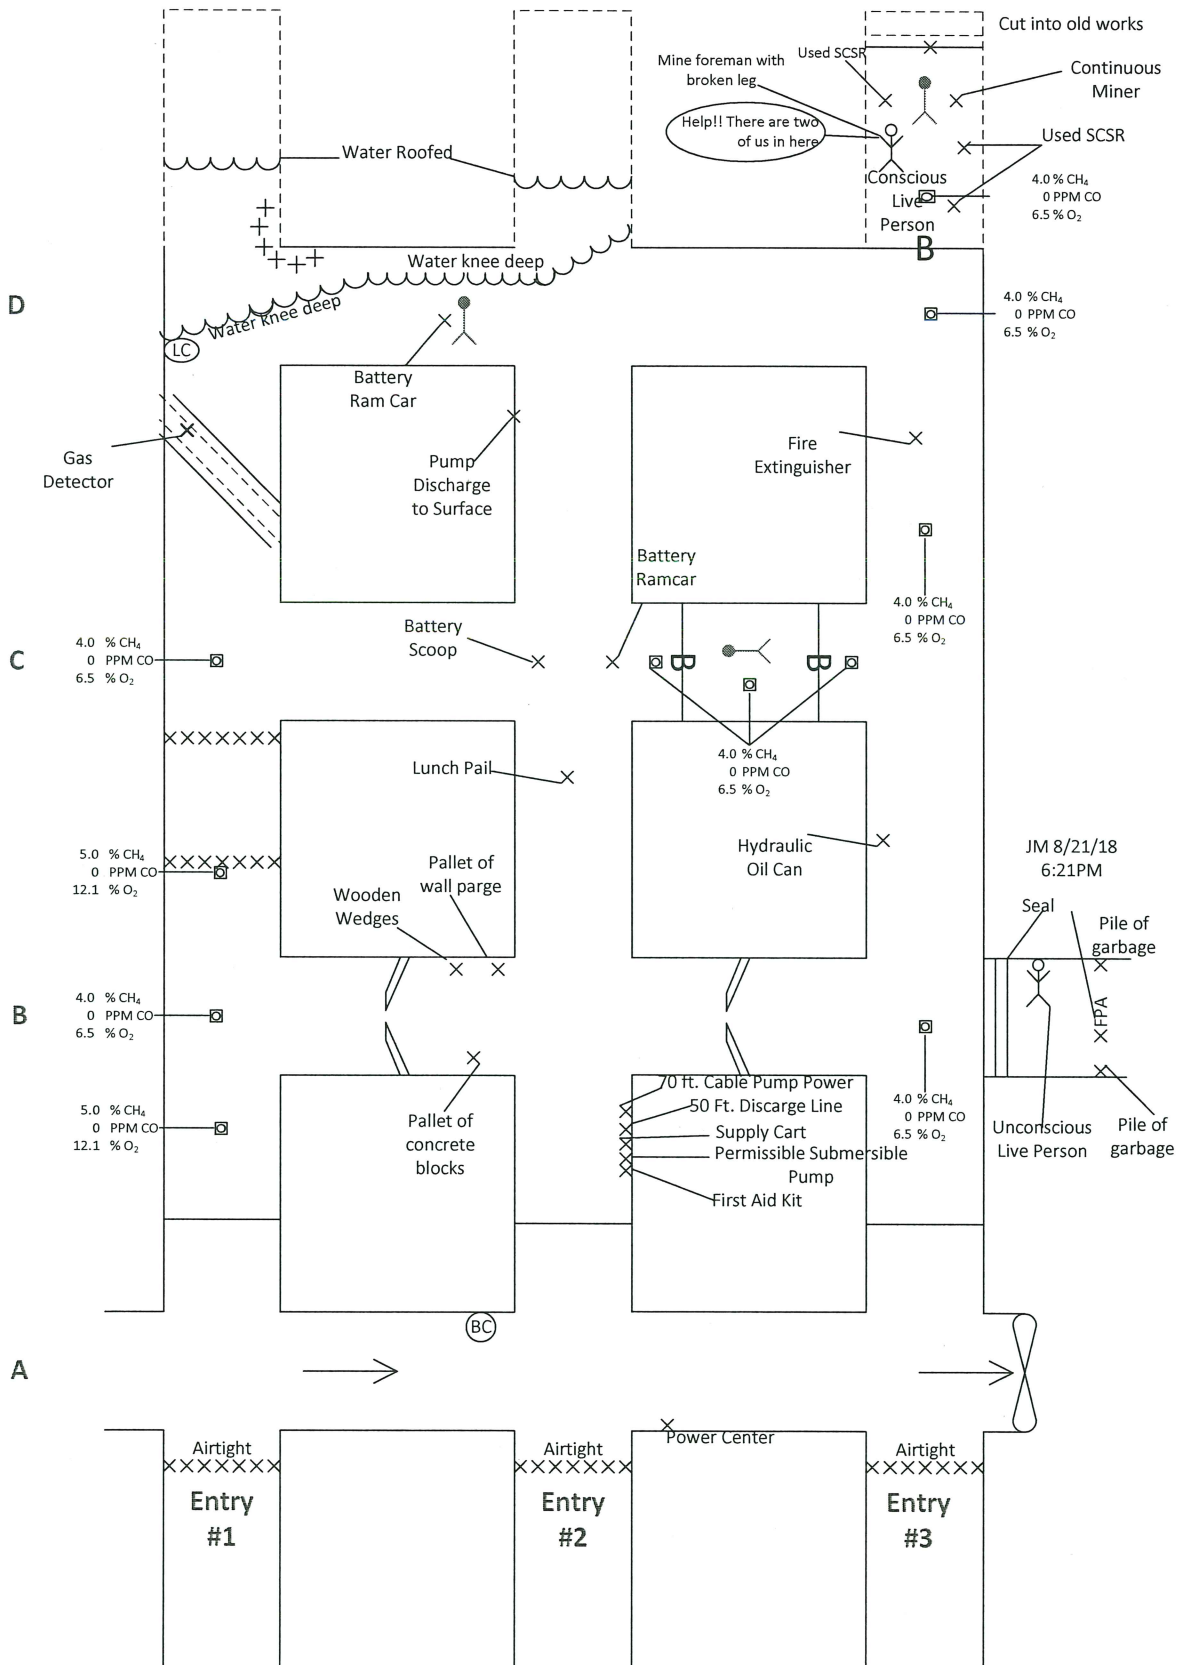 Cut into old works
Used SCSR
Mine foreman with
broken leg
Continuous
Miner
Help!! There are two
of us in here
Used SCSR
Water Roofed
Conscious
Live
Person
4.0 % CH₄
0 PPM CO
6.5 % O₂
B
Water knee deep
Water knee deep
D
4.0 % CH₄
0 PPM CO
6.5 % O₂
LC
Battery
Ram Car
Gas
Detector
Pump
Discharge
to Surface
Fire
Extinguisher
Battery
Ramcar
4.0 % CH₄
0 PPM CO
6.5 % O₂
Battery
Scoop
C
4.0 % CH₄
0 PPM CO
6.5 % O₂
B
B
4.0 % CH₄
0 PPM CO
6.5 % O₂
Lunch Pail
Hydraulic
Oil Can
JM 8/21/18
6:21PM
5.0 % CH₄
0 PPM CO
12.1 % O₂
Pallet of
wall parge
Wooden
Wedges
Seal
Pile of
garbage
FPA
B
4.0 % CH₄
0 PPM CO
6.5 % O₂
70 ft. Cable Pump Power
50 Ft. Discarge Line
Supply Cart
Permissible Submersible
Pump
First Aid Kit
4.0 % CH₄
0 PPM CO
6.5 % O₂
5.0 % CH₄
0 PPM CO
12.1 % O₂
Pallet of
concrete
blocks
Unconscious
Live Person
Pile of
garbage
BC
A
Power Center
Airtight
Airtight
Airtight
Entry
#1
Entry
#2
Entry
#3